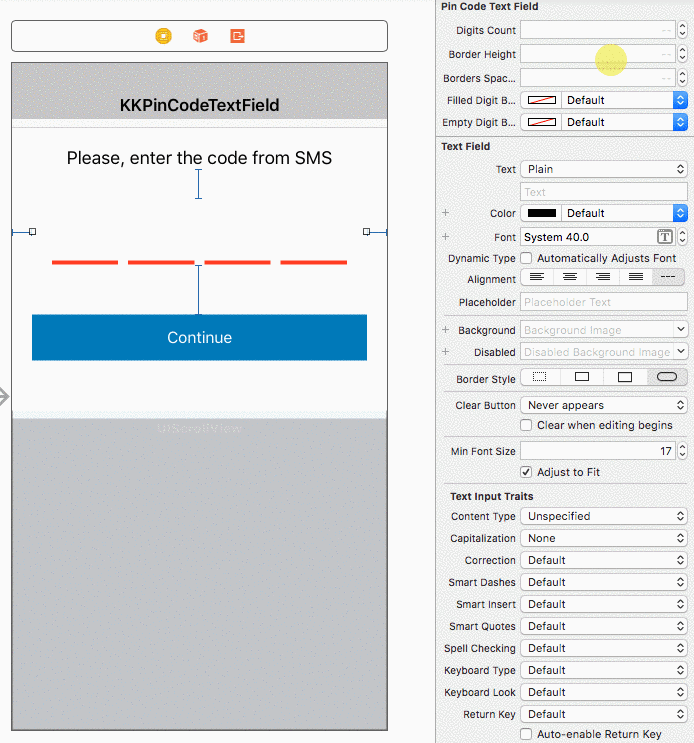 Pin Code Text Field
Digits Count --
Border Height --
Borders Spac... --
Filled Digit B... Default
Empty Digit B... Default
KKPinCodeTextField
Please, enter the code from SMS
Continue
UIScrollView
Text Field
Text Plain
Text
+ Color Default
+ Font System 40.0 T
Dynamic Type Automatically Adjusts Font
Alignment ---
Placeholder Placeholder Text
+ Background Background Image
+ Disabled Disabled Background Image
Border Style
Clear Button Never appears
Clear when editing begins
Min Font Size 17
Adjust to Fit
Text Input Traits
Content Type Unspecified
Capitalization None
Correction Default
Smart Dashes Default
Smart Insert Default
Smart Quotes Default
Spell Checking Default
Keyboard Type Default
Keyboard Look Default
Return Key Default
Auto-enable Return Key